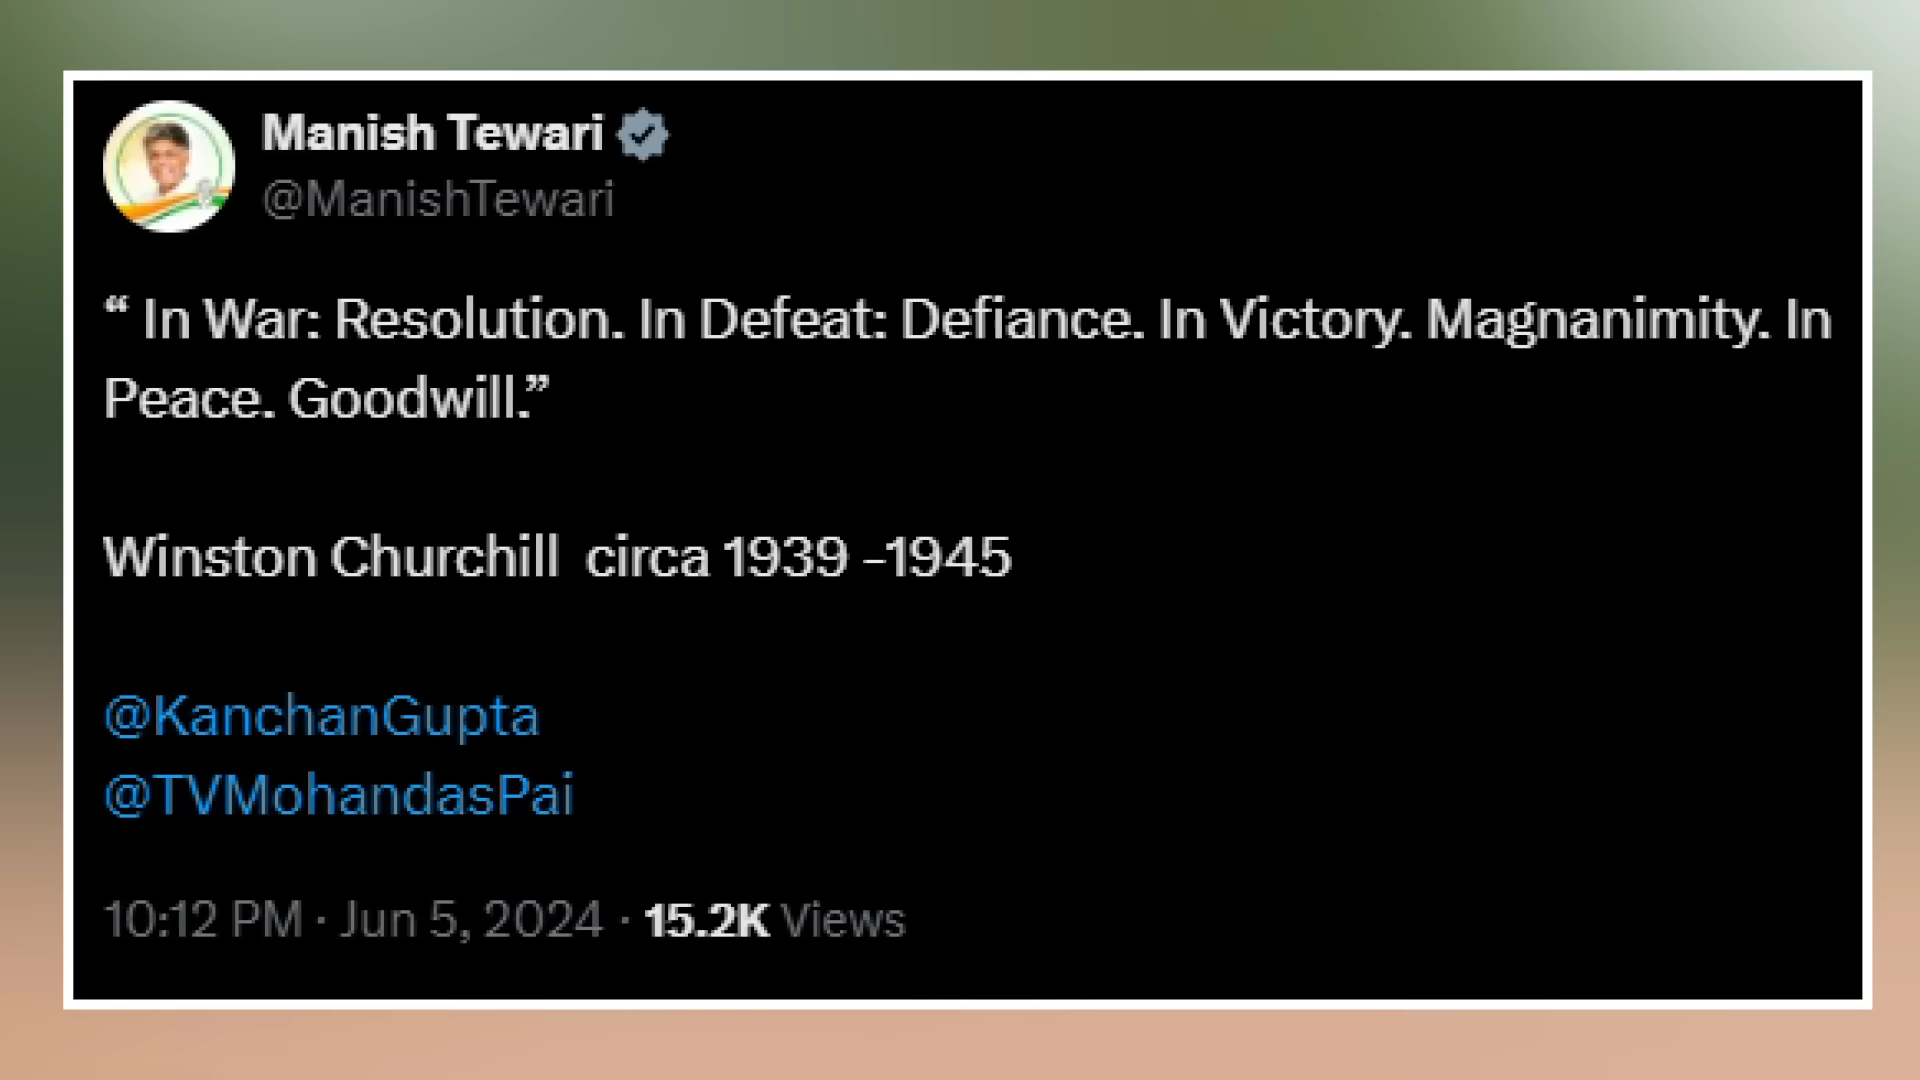 Manish Tewari
@ManishTewari
“ In War: Resolution. In Defeat: Defiance. In Victory. Magnanimity. In
Peace. Goodwill.”
Winston Churchill  circa 1939 –1945
@KanchanGupta
@TVMohandasPai
10:12 PM · Jun 5, 2024 · 15.2K Views